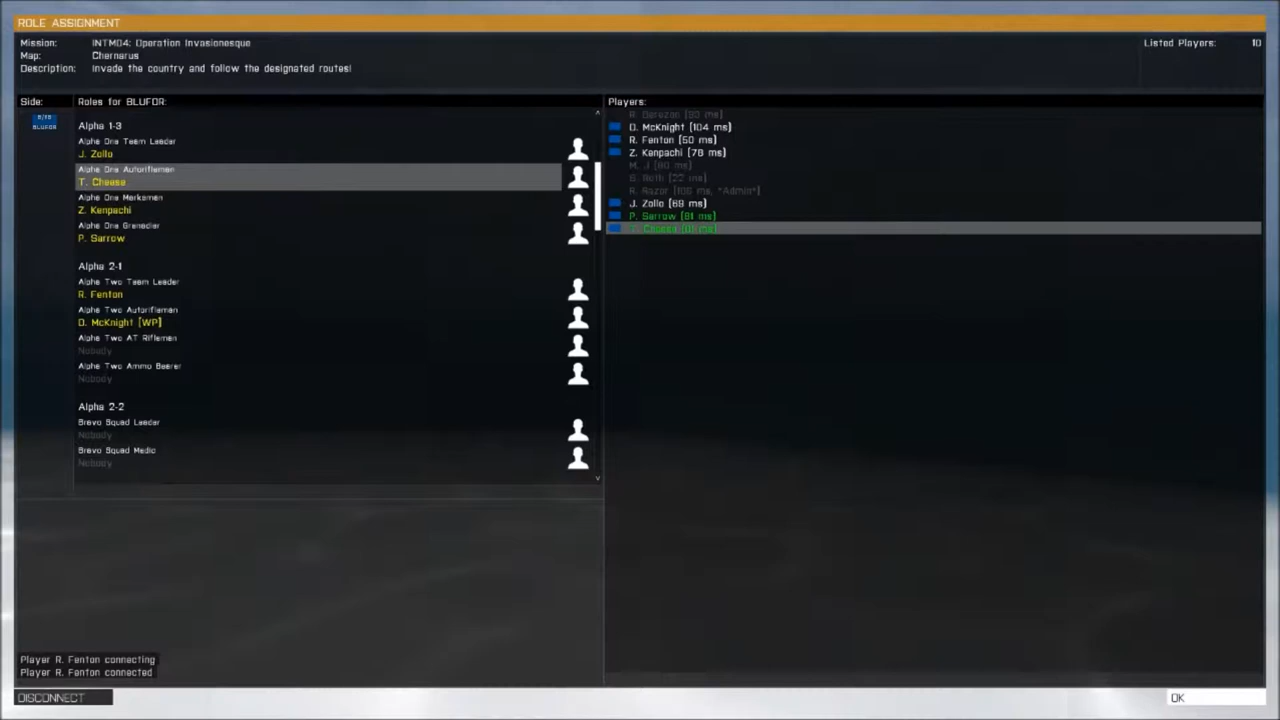 ROLE ASSIGNMENT
Mission: INTM04: Operation Invasionesque
Map: Chernarus
Description: Invade the country and follow the designated routes!
Listed Players: 10
Side:
BLUFOR
Roles for BLUFOR:
Alpha 1-3
Alpha One Team Leader
J. Zollo
Alpha One Autorifleman
T. Cheese
Alpha One Marksman
Z. Kenpachi
Alpha One Grenadier
P. Sarrow
Alpha 2-1
Alpha Two Team Leader
R. Fenton
Alpha Two Autorifleman
D. McKnight [WP]
Alpha Two AT Rifleman
Nobody
Alpha Two Ammo Bearer
Nobody
Alpha 2-2
Bravo Squad Leader
Nobody
Bravo Squad Medic
Nobody
Players:
D. McKnight (104 ms)
R. Fenton (50 ms)
Z. Kenpachi (78 ms)
R. Razor (108 ms, *Admin*)
J. Zollo (69 ms)
P. Sarrow (81 ms)
T. Cheese
Player R. Fenton connecting
Player R. Fenton connected
DISCONNECT
OK